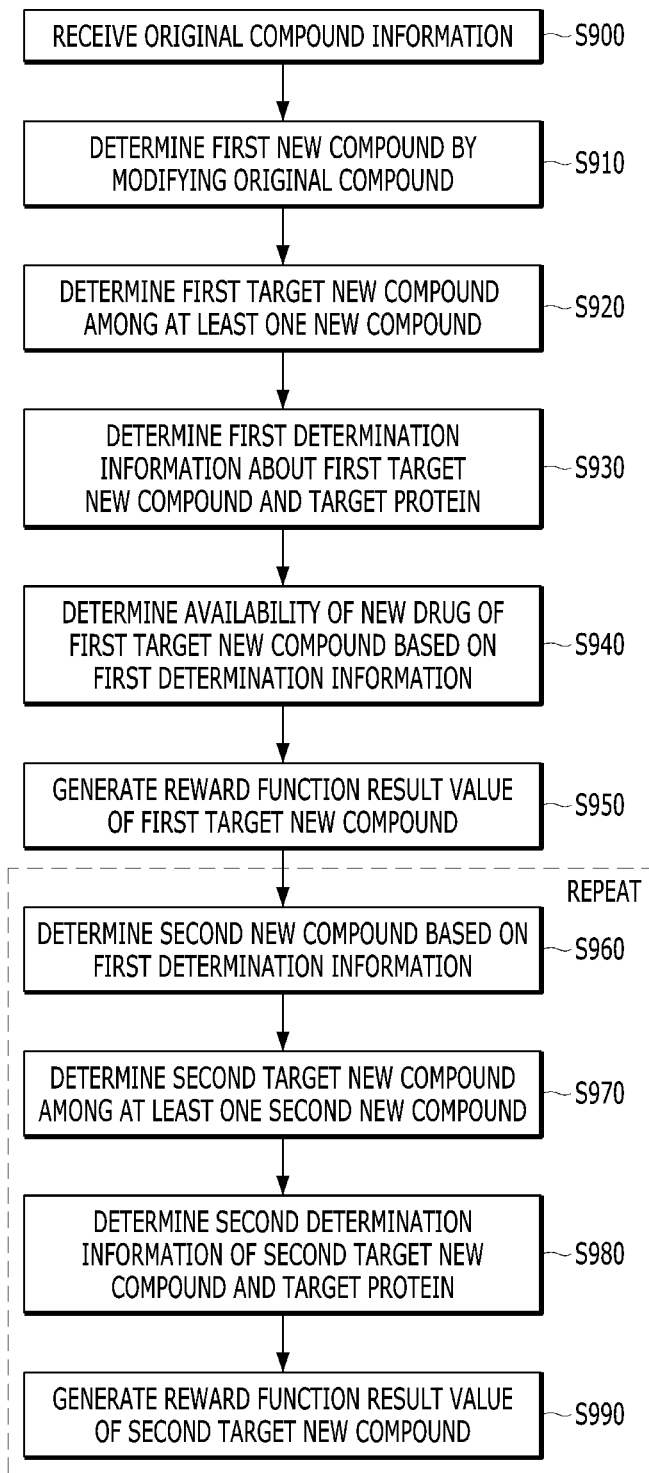 RECEIVE ORIGINAL COMPOUND INFORMATION
S900
DETERMINE FIRST NEW COMPOUND BY
MODIFYING ORIGINAL COMPOUND
S910
DETERMINE FIRST TARGET NEW COMPOUND
AMONG AT LEAST ONE NEW COMPOUND
S920
DETERMINE FIRST DETERMINATION
INFORMATION ABOUT FIRST TARGET
NEW COMPOUND AND TARGET PROTEIN
S930
DETERMINE AVAILABILITY OF NEW DRUG OF
FIRST TARGET NEW COMPOUND BASED ON
FIRST DETERMINATION INFORMATION
S940
GENERATE REWARD FUNCTION RESULT VALUE
OF FIRST TARGET NEW COMPOUND
S950
REPEAT
DETERMINE SECOND NEW COMPOUND BASED ON
FIRST DETERMINATION INFORMATION
S960
DETERMINE SECOND TARGET NEW COMPOUND
AMONG AT LEAST ONE SECOND NEW COMPOUND
S970
DETERMINE SECOND DETERMINATION
INFORMATION OF SECOND TARGET NEW
COMPOUND AND TARGET PROTEIN
S980
GENERATE REWARD FUNCTION RESULT VALUE
OF SECOND TARGET NEW COMPOUND
S990